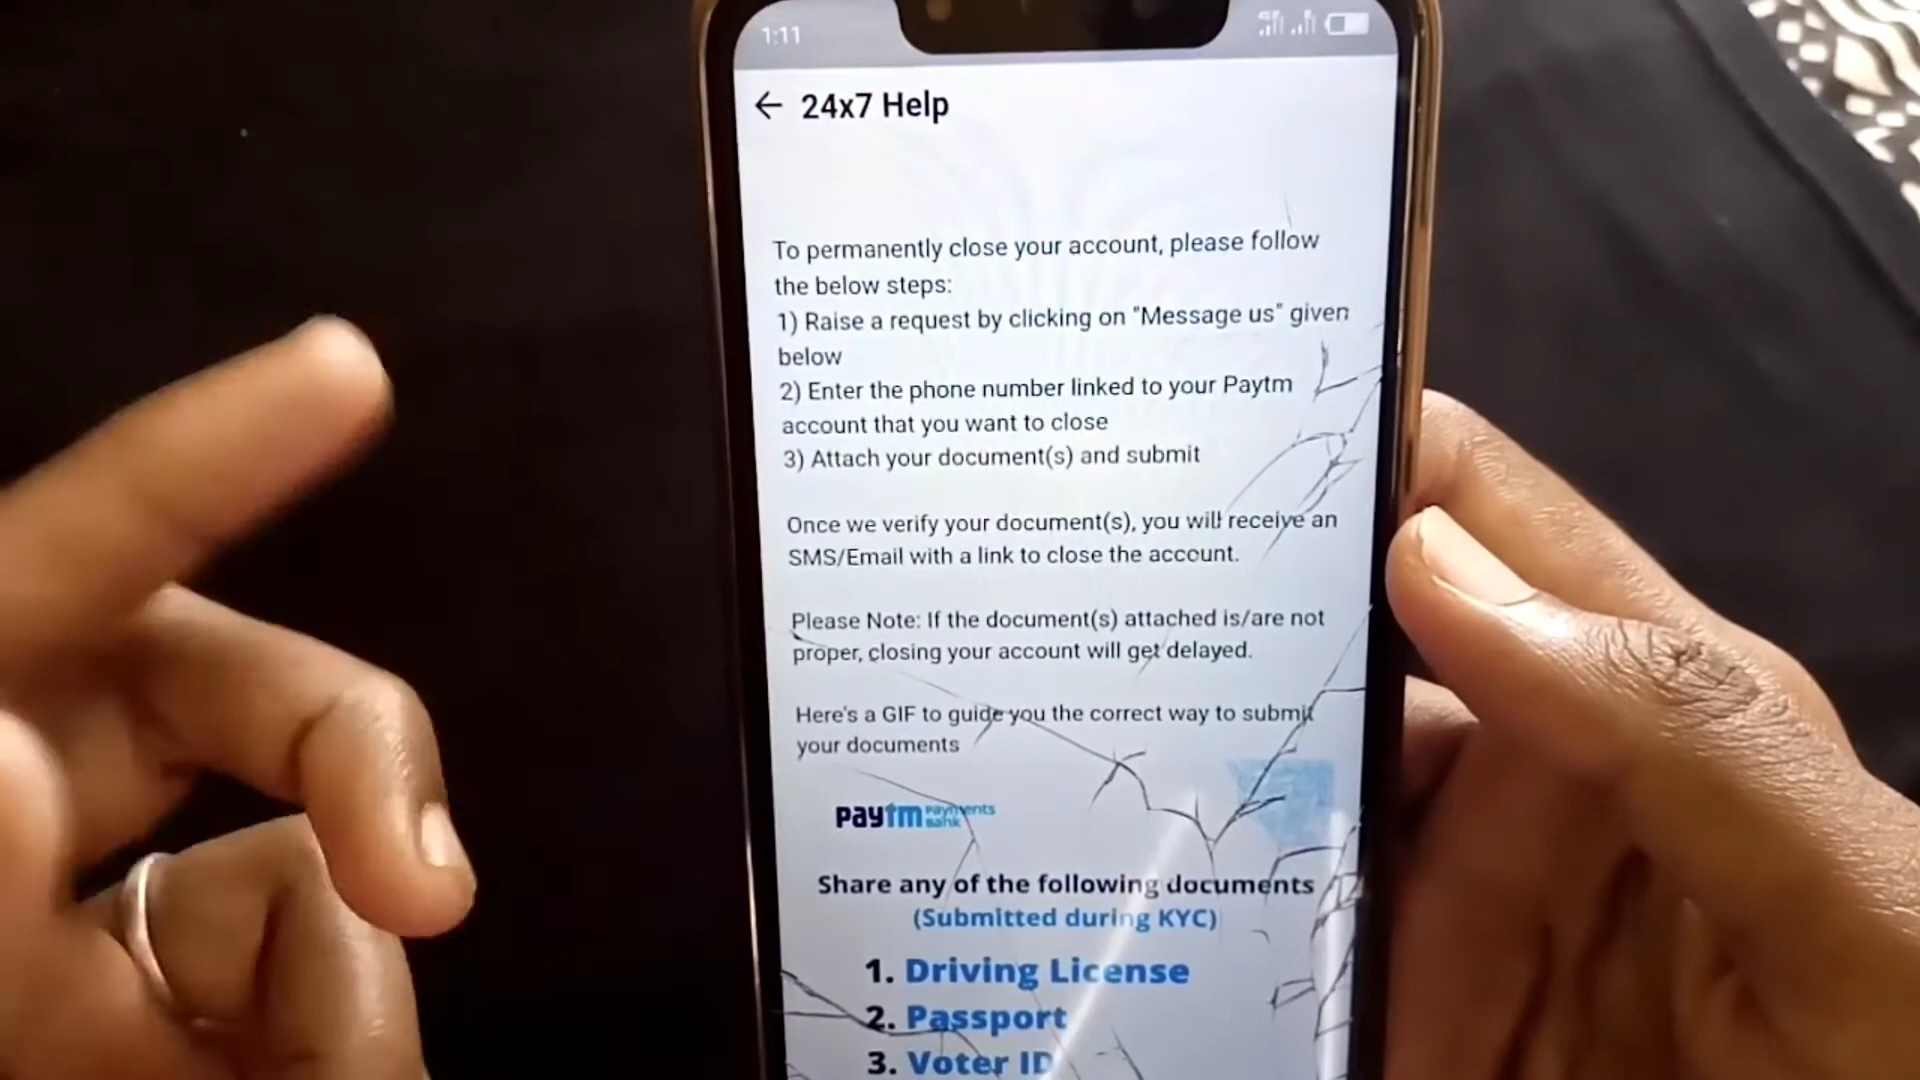 1:11
24x7 Help
To permanently close your account, please follow
the below steps:
1) Raise a request by clicking on "Message us" given
below
2) Enter the phone number linked to your Paytm
account that you want to close
3) Attach your document(s) and submit
Once we verify your document(s), you will receive an
SMS/Email with a link to close the account.
Please Note: If the document(s) attached is/are not
proper, closing your account will get delayed.
Here's a GIF to guide you the correct way to submit
your documents
paytm payments
bank
Share any of the following documents
(Submitted during KYC)
1. Driving License
2. Passport
3. Voter ID